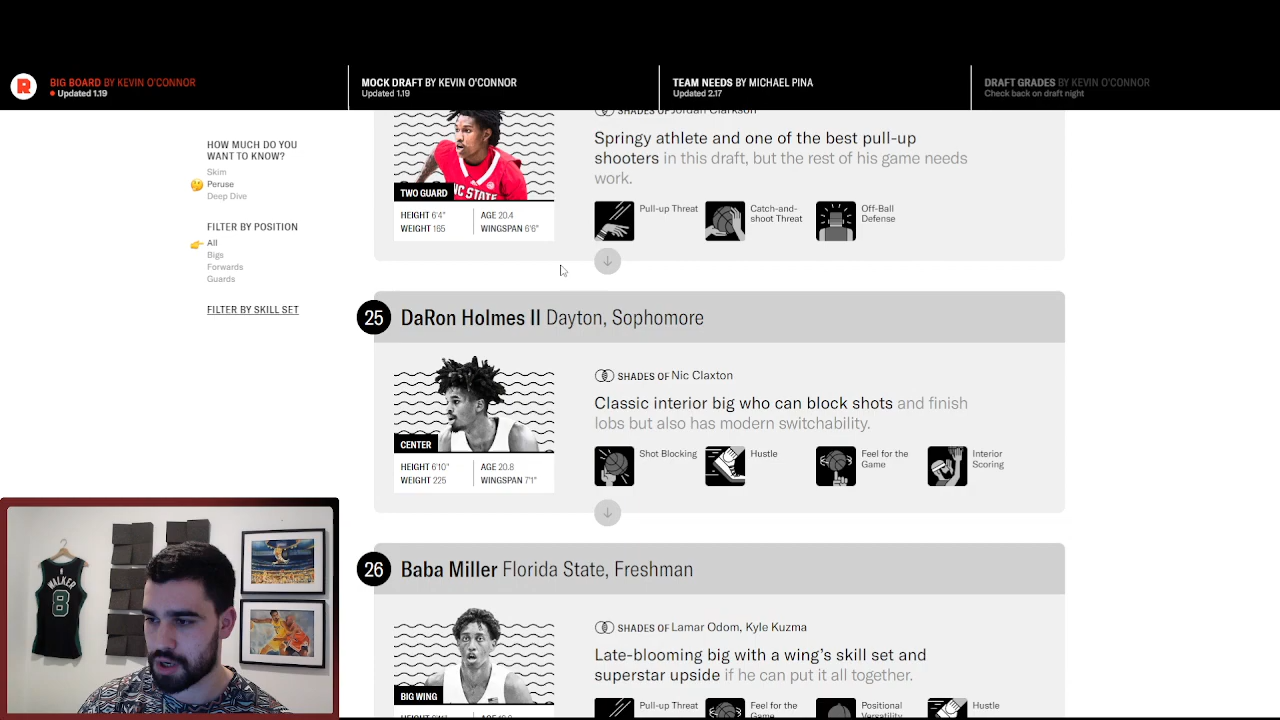 R
BIG BOARD BY KEVIN O'CONNOR
Updated 1.19
MOCK DRAFT BY KEVIN O'CONNOR
Updated 1.19
TEAM NEEDS BY MICHAEL PINA
Updated 2.17
DRAFT GRADES BY KEVIN O'CONNOR
Check back on draft night
HOW MUCH DO YOU
WANT TO KNOW?
Skim
Peruse
Deep Dive
FILTER BY POSITION
All
Bigs
Forwards
Guards
FILTER BY SKILL SET
SHADES OF Jordan Clarkson
Springy athlete and one of the best pull-up
shooters in this draft, but the rest of his game needs
work.
NC STATE
TWO GUARD
HEIGHT 6'4"
AGE 20.4
WEIGHT 165
WINGSPAN 6'6"
Pull-up Threat
Catch-and-
shoot Threat
Off-Ball
Defense
25
DaRon Holmes II Dayton, Sophomore
SHADES OF Nic Claxton
Classic interior big who can block shots and finish
lobs but also has modern switchability.
CENTER
HEIGHT 6'10"
AGE 20.8
WEIGHT 225
WINGSPAN 7'1"
Shot Blocking
Hustle
Feel for the
Game
Interior
Scoring
26
Baba Miller Florida State, Freshman
SHADES OF Lamar Odom, Kyle Kuzma
Late-blooming big with a wing's skill set and
superstar upside if he can put it all together.
BIG WING
Pull-up Threat
Feel for the
Game
Positional
Versatility
Hustle
WALKER
8